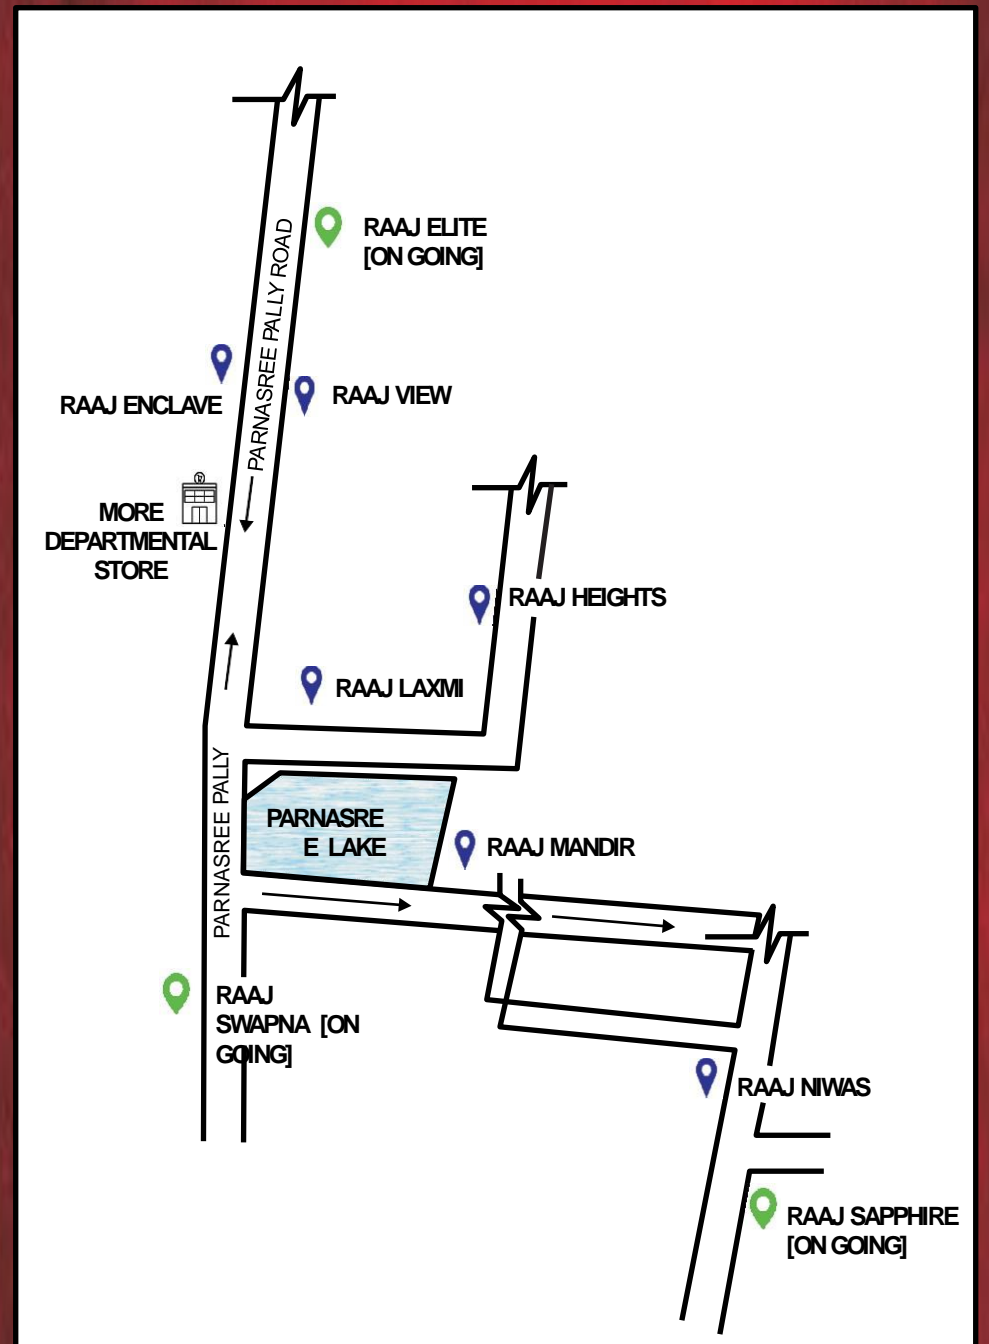 RAAJ ELITE
[ON GOING]
PARNASREE PALLY ROAD
RAAJ ENCLAVE
RAAJ VIEW
MORE
DEPARTMENTAL
STORE
RAAJ HEIGHTS
RAAJ LAXMI
PARNASREE PALLY
PARNASRE
E LAKE
RAAJ MANDIR
RAAJ
SWAPNA [ON
GOING]
RAAJ NIWAS
RAAJ SAPPHIRE
[ON GOING]